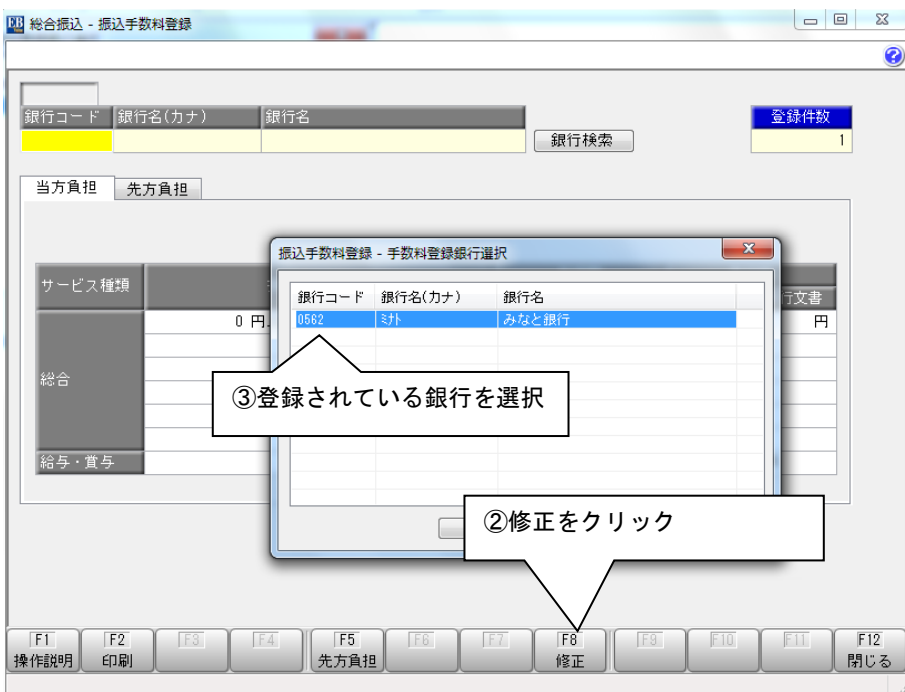 総合振込 - 振込手数料登録
銀行コード 銀行名(カナ) 銀行名
登録件数
銀行検索
1
当方負担 先方負担
振込手数料登録 - 手数料登録銀行選択
サービス種類
銀行コード 銀行名(カナ) 銀行名
行文書
0562 ミナト みなと銀行
0 円
円
総合
③登録されている銀行を選択
給与・賞与
②修正をクリック
F1 F2 F3 F4 F5 F6 F7 F8 F9 F10 F11 F12
操作説明 印刷 先方負担 修正 閉じる